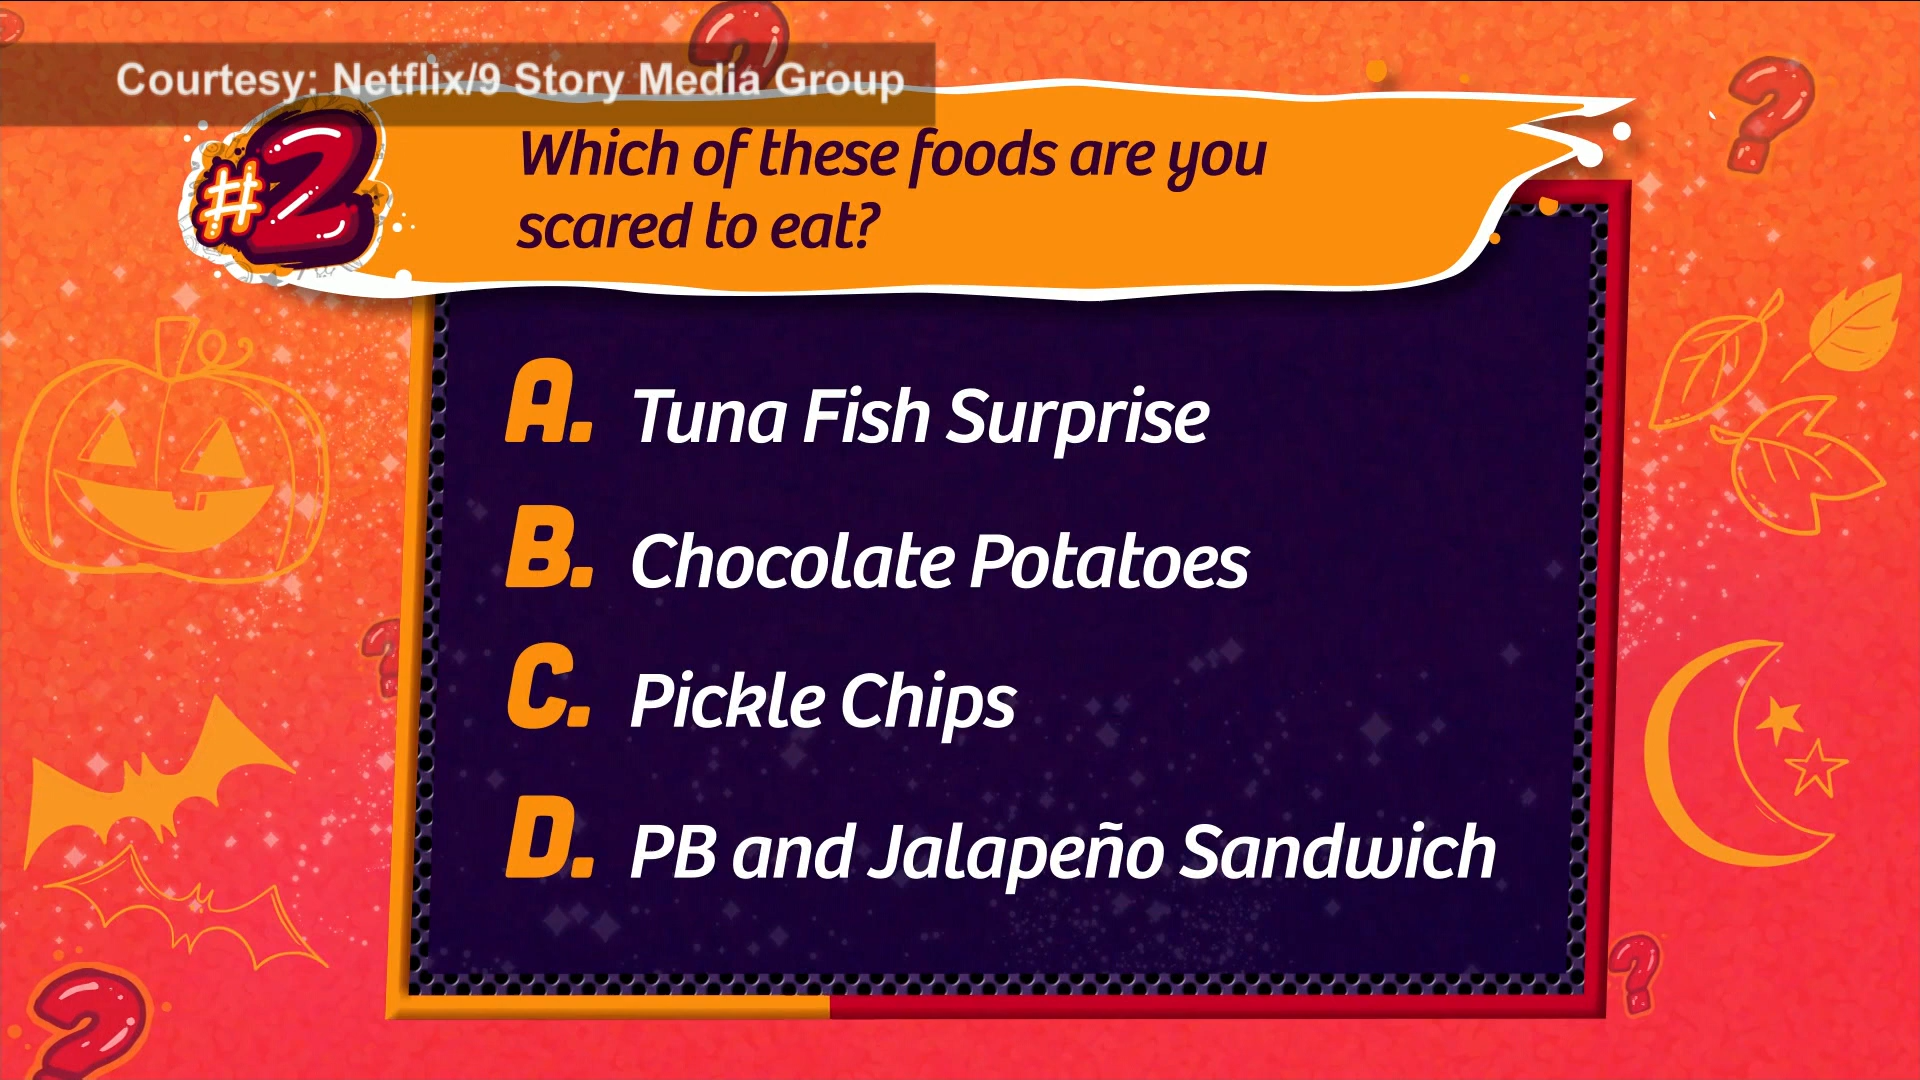 Courtesy: Netflix/9 Story Media Group
#2
Which of these foods are you
scared to eat?
A. Tuna Fish Surprise
B. Chocolate Potatoes
C. Pickle Chips
D. PB and Jalapeño Sandwich